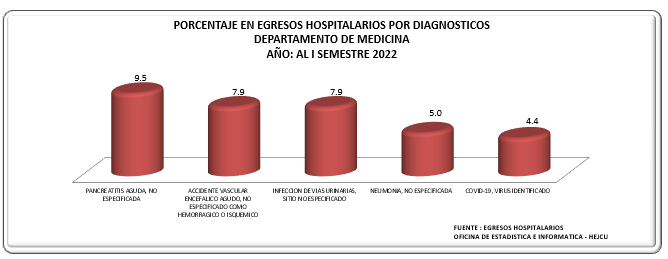 PORCENTAJE EN EGRESOS HOSPITALARIOS POR DIAGNOSTICOS
DEPARTAMENTO DE MEDICINA
AÑO: AL I SEMESTRE 2022
9.5
7.9
7.9
5.0
4.4
PANCREATITIS AGUDA, NO
ESPECIFICADA
ACCIDENTE VASCULAR
ENCEFALICO AGUDO, NO
ESPECIFICADO COMO
HEMORRAGICO O ISQUEMICO
INFECCION DE VIAS URINARIAS,
SITIO NO ESPECIFICADO
NEUMONIA, NO ESPECIFICADA
COVID-19, VIRUS IDENTIFICADO
FUENTE : EGRESOS HOSPITALARIOS
OFICINA DE ESTADISTICA E INFORMATICA - HEJCU